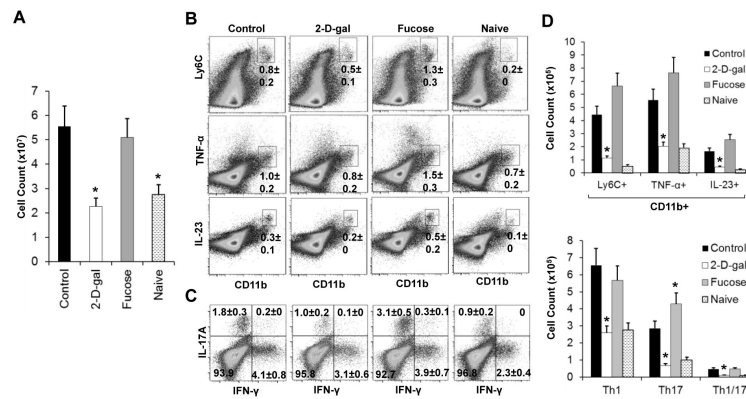 A
Cell Count (x10⁷)
7
6
5
4
3
2
1
0
*
*
Control
2-D-gal
Fucose
Naive
B
Control
2-D-gal
Fucose
Naive
Ly6C
0.8±
0.2
0.5±
0.1
1.3±
0.3
0.2±
0
TNF-α
1.0±
0.2
0.8±
0.2
1.5±
0.3
0.7±
0.2
IL-23
0.3±
0.1
0.2±
0
0.5±
0.2
0.1±
0
CD11b
CD11b
CD11b
CD11b
C
IL-17A
1.8±0.3
0.2±0
93.9
4.1±0.8
1.0±0.2
0.1±0
95.8
3.1±0.6
3.1±0.5
0.3±0.1
92.7
3.9±0.7
0.9±0.2
0
96.8
2.3±0.4
IFN-γ
IFN-γ
IFN-γ
IFN-γ
D
Cell Count (x10⁵)
10
9
8
7
6
5
4
3
2
1
0
Control
2-D-gal
Fucose
Naive
*
*
*
Ly6C+
TNF-α+
IL-23+
CD11b+
Cell Count (x10⁵)
8
7
6
5
4
3
2
1
0
Control
2-D-gal
Fucose
Naive
*
*
*
*
Th1
Th17
Th1/17